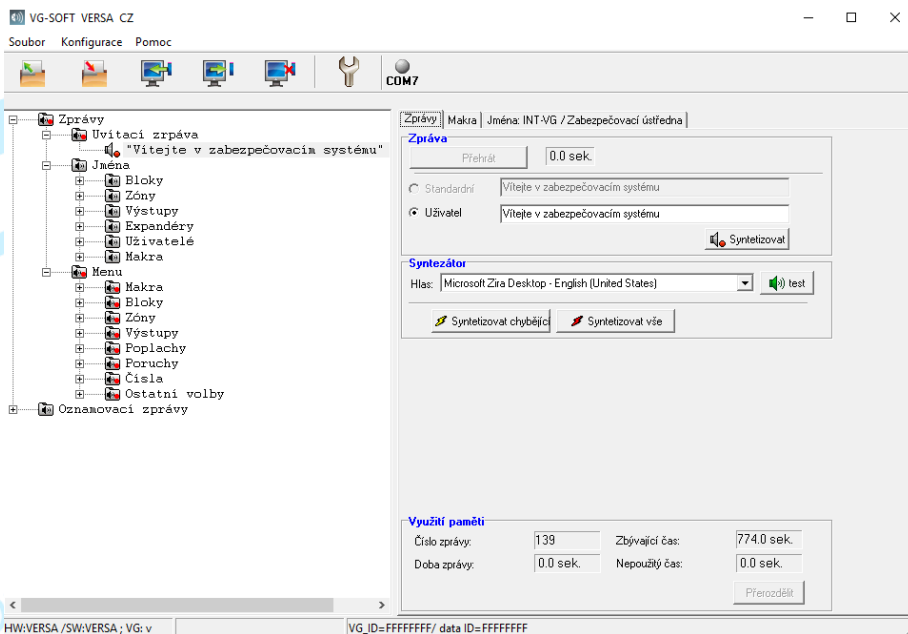 VG-SOFT VERSA CZ
Soubor Konfigurace Pomoc
COM7
Zprávy
Uvítací zrpáva
"Vítejte v zabezpečovacím systému"
Jména
Bloky
Zóny
Výstupy
Expandéry
Uživatelé
Makra
Menu
Makra
Bloky
Zóny
Výstupy
Poplachy
Poruchy
Čísla
Ostatní volby
Oznamovací zprávy
Zprávy Makra Jména: INT-VG / Zabezpečovací ústředna
Zpráva
Přehrát 0.0 sek.
Standardní Vítejte v zabezpečovacím systému
Uživatel Vítejte v zabezpečovacím systému
Syntetizovat
Syntezátor
Hlas: Microsoft Zira Desktop - English (United States) test
Syntetizovat chybějící Syntetizovat vše
Využití paměti
Číslo zprávy: 139 Zbývající čas: 774.0 sek.
Doba zprávy: 0.0 sek. Nepoužitý čas: 0.0 sek.
Přerozdělit
HW:VERSA /SW:VERSA ; VG: v VG_ID=FFFFFFFF/ data ID=FFFFFFFF